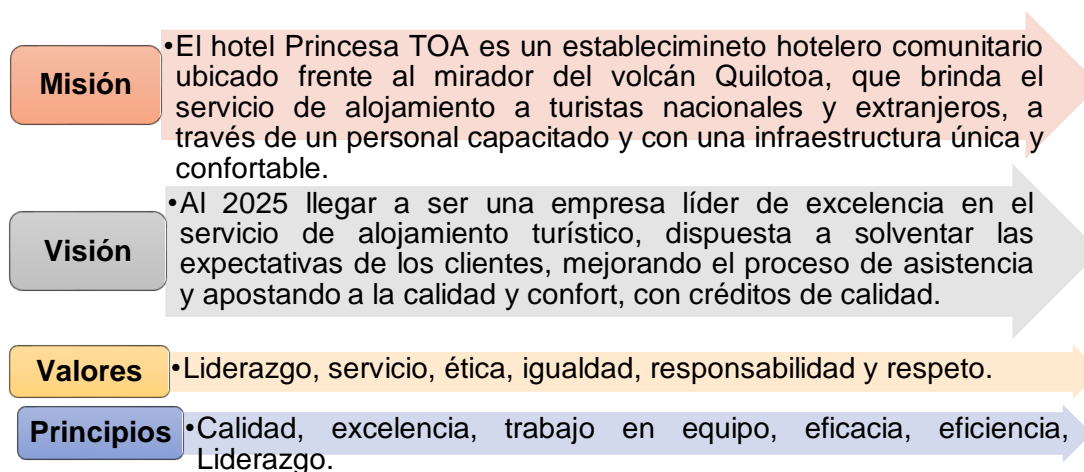 Misión
•El hotel Princesa TOA es un establecimineto hotelero comunitario
ubicado frente al mirador del volcán Quilotoa, que brinda el
servicio de alojamiento a turistas nacionales y extranjeros, a
través de un personal capacitado y con una infraestructura única y
confortable.
Visión
•Al 2025 llegar a ser una empresa líder de excelencia en el
servicio de alojamiento turístico, dispuesta a solventar las
expectativas de los clientes, mejorando el proceso de asistencia
y apostando a la calidad y confort, con créditos de calidad.
Valores
•Liderazgo, servicio, ética, igualdad, responsabilidad y respeto.
Principios
•Calidad, excelencia, trabajo en equipo, eficacia, eficiencia,
Liderazgo.